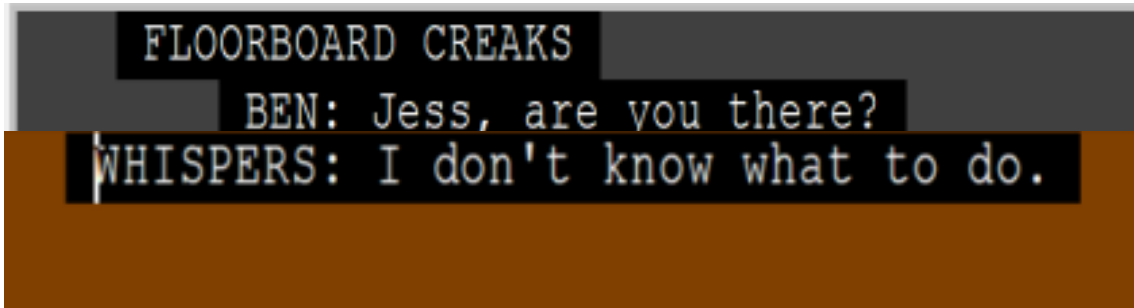 FLOORBOARD CREAKS
BEN: Jess, are you there?
WHISPERS: I don't know what to do.